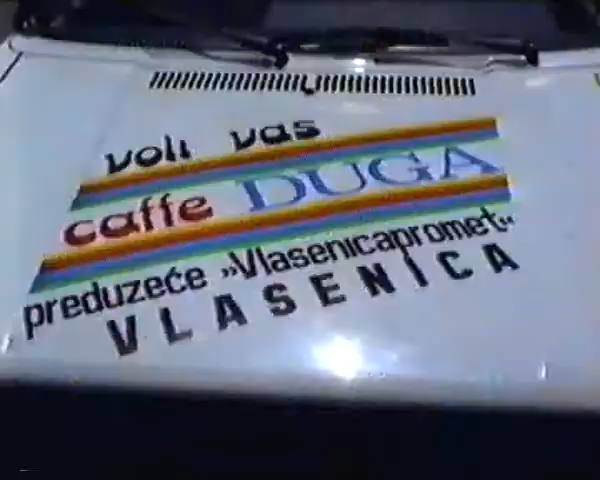 voli vas
caffe DUGA
preduzeće »Vlasenicapromet«
VLASENICA